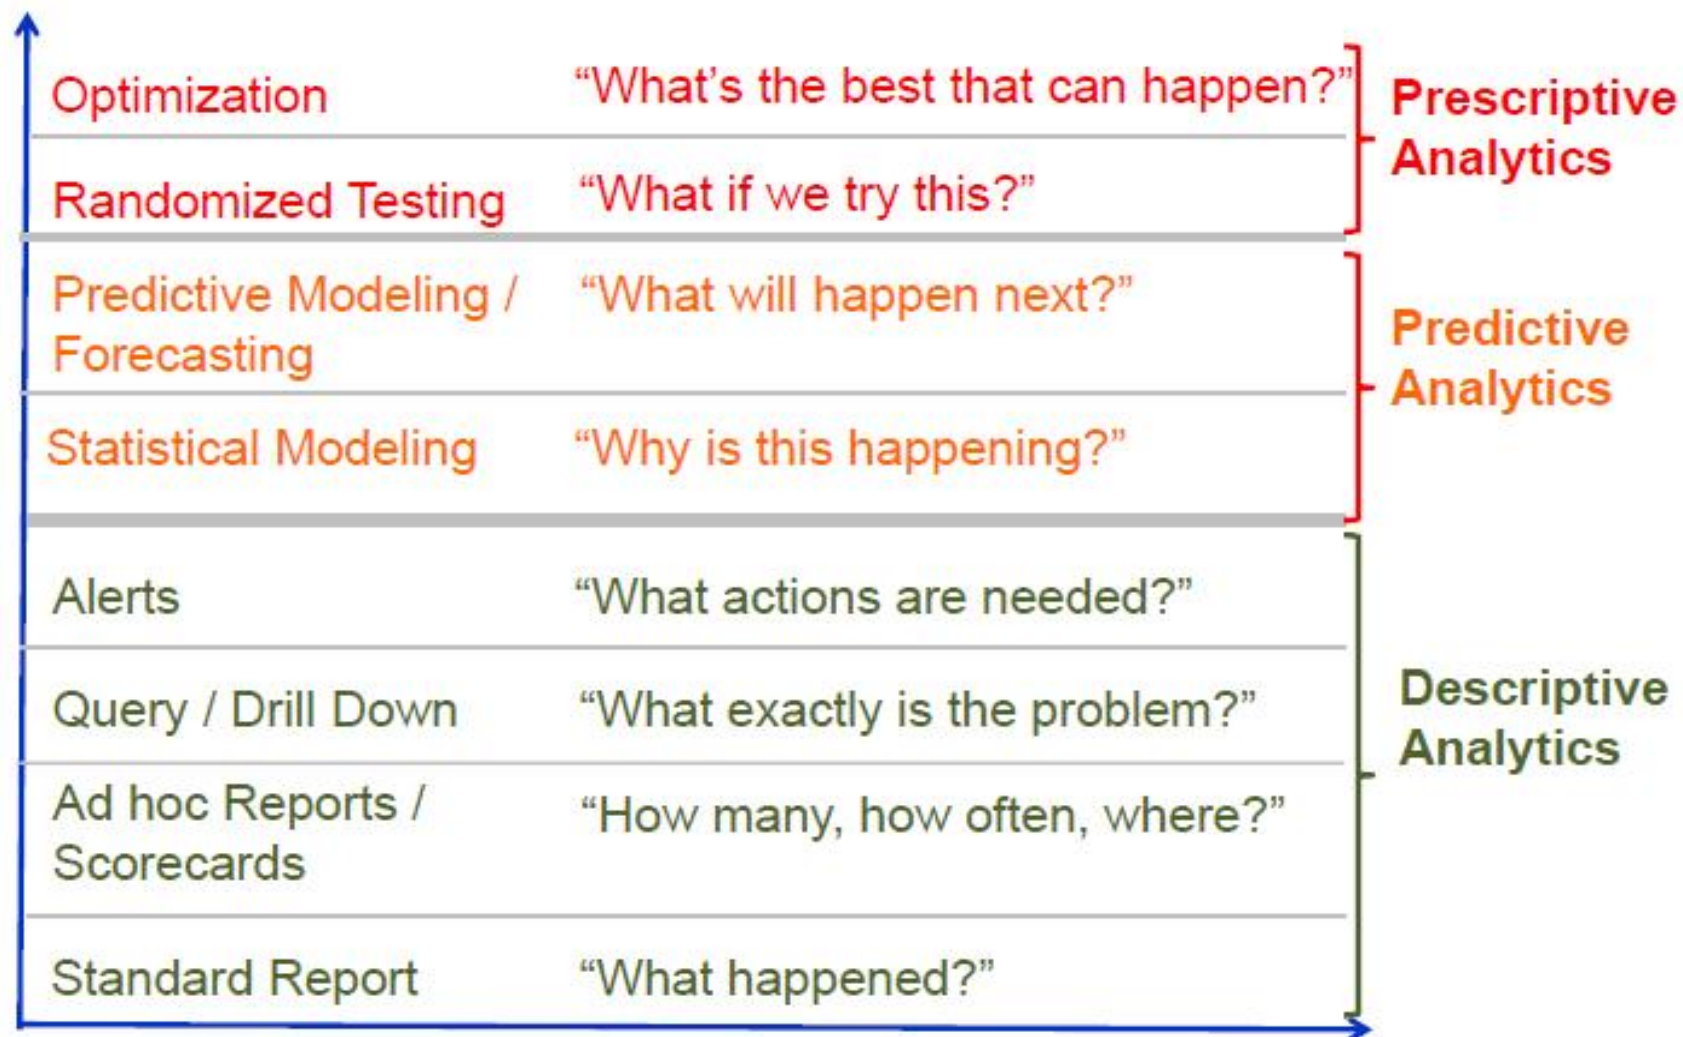 Optimization “What’s the best that can happen?”
Prescriptive
Analytics
Randomized Testing “What if we try this?”
Predictive Modeling / “What will happen next?”
Forecasting
Predictive
Analytics
Statistical Modeling “Why is this happening?”
Alerts “What actions are needed?”
Query / Drill Down “What exactly is the problem?”
Descriptive
Analytics
Ad hoc Reports / “How many, how often, where?”
Scorecards
Standard Report “What happened?”